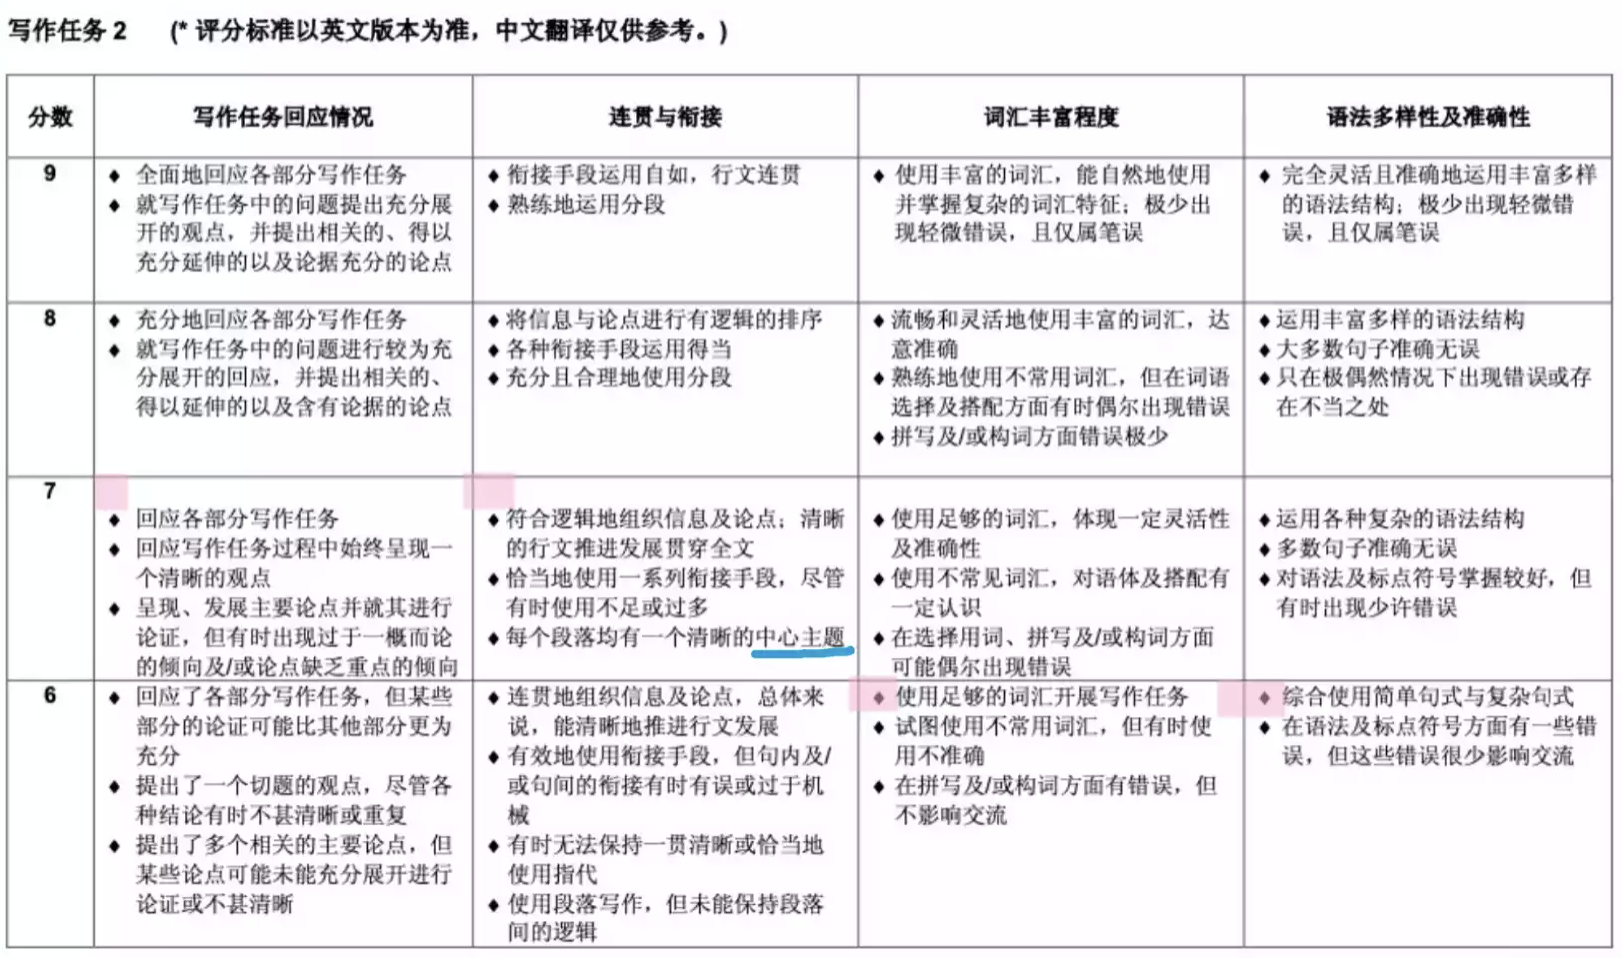 写作任务 2 (* 评分标准以英文版本为准，中文翻译仅供参考。)
分数 写作任务回应情况 连贯与衔接 词汇丰富程度 语法多样性及准确性
9
♦ 全面地回应各部分写作任务
♦ 就写作任务中的问题提出充分展
开的观点，并提出相关的、得以
充分延伸的以及论据充分的论点
♦ 衔接手段运用自如，行文连贯
♦ 熟练地运用分段
♦ 使用丰富的词汇，能自然地使用
并掌握复杂的词汇特征；极少出
现轻微错误，且仅属笔误
♦ 完全灵活且准确地运用丰富多样
的语法结构；极少出现轻微错
误，且仅属笔误
8
♦ 充分地回应各部分写作任务
♦ 就写作任务中的问题进行较为充
分展开的回应，并提出相关的、
得以延伸的以及含有论据的论点
♦ 将信息与论点进行有逻辑的排序
♦ 各种衔接手段运用得当
♦ 充分且合理地使用分段
♦ 流畅和灵活地使用丰富的词汇，达
意准确
♦ 熟练地使用不常用词汇，但在词语
选择及搭配方面有时偶尔出现错误
♦ 拼写及/或构词方面错误极少
♦ 运用丰富多样的语法结构
♦ 大多数句子准确无误
♦ 只在极偶然情况下出现错误或存
在不当之处
7
♦ 回应各部分写作任务
♦ 回应写作任务过程中始终呈现一
个清晰的观点
♦ 呈现、发展主要论点并就其进行
论证，但有时出现过于一概而论
的倾向及/或论点缺乏重点的倾向
♦ 符合逻辑地组织信息及论点；清晰
的行文推进发展贯穿全文
♦ 恰当地使用一系列衔接手段，尽管
有时使用不足或过多
♦ 每个段落均有一个清晰的中心主题
♦ 使用足够的词汇，体现一定灵活性
及准确性
♦ 使用不常见词汇，对语体及搭配有
一定认识
♦ 在选择用词、拼写及/或构词方面
可能偶尔出现错误
♦ 运用各种复杂的语法结构
♦ 多数句子准确无误
♦ 对语法及标点符号掌握较好，但
有时出现少许错误
6
♦ 回应了各部分写作任务，但某些
部分的论证可能比其他部分更为
充分
♦ 提出了一个切题的观点，尽管各
种结论有时不甚清晰或重复
♦ 提出了多个相关的主要论点，但
某些论点可能未能充分展开进行
论证或不甚清晰
♦ 连贯地组织信息及论点，总体来
说，能清晰地推进行文发展
♦ 有效地使用衔接手段，但句内及/
或句间的衔接有时有误或过于机
械
♦ 有时无法保持一贯清晰或恰当地
使用指代
♦ 使用段落写作，但未能保持段落
间的逻辑
♦ 使用足够的词汇开展写作任务
♦ 试图使用不常用词汇，但有时使
用不准确
♦ 在拼写及/或构词方面有错误，但
不影响交流
♦ 综合使用简单句式与复杂句式
♦ 在语法及标点符号方面有一些错
误，但这些错误很少影响交流